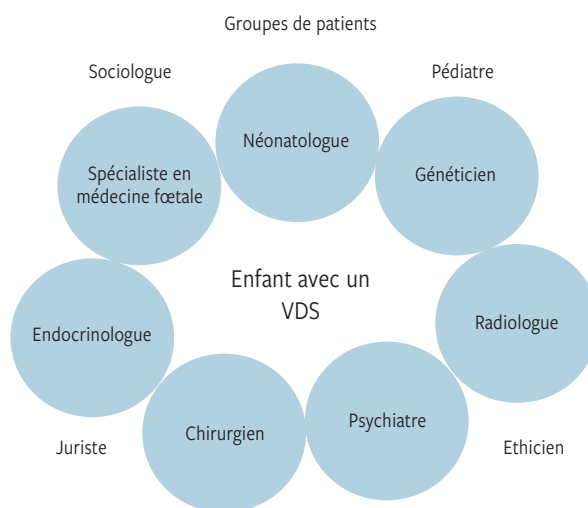 Groupes de patients
Sociologue
Pédiatre
Néonatologue
Spécialiste en
médecine fœtale
Généticien
Enfant avec un
VDS
Endocrinologue
Radiologue
Chirurgien
Psychiatre
Juriste
Ethicien